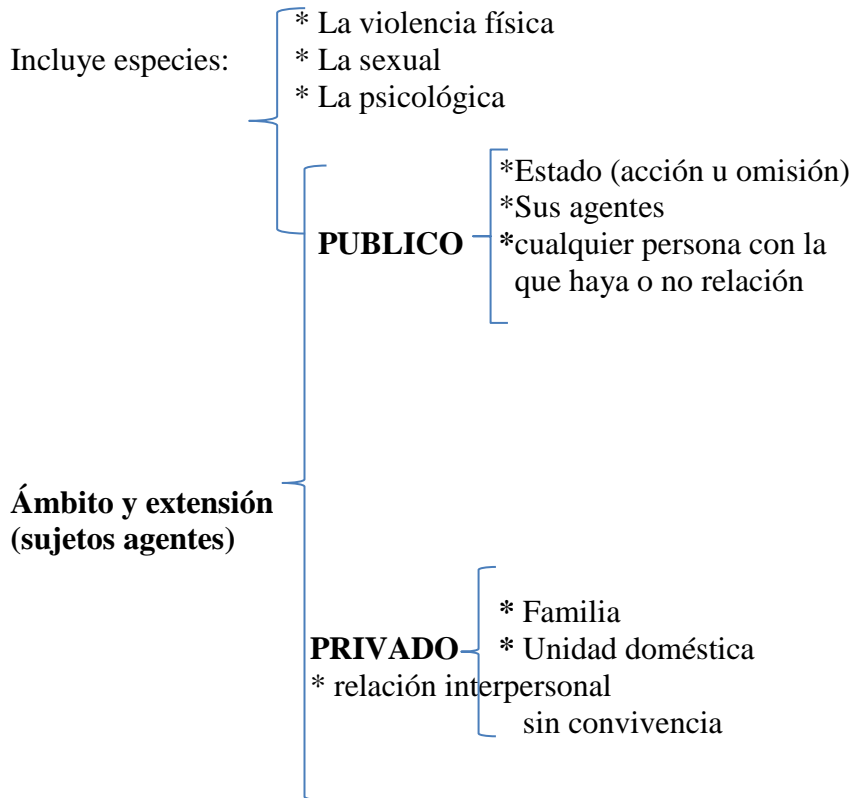 * La violencia física
Incluye especies:
* La sexual
* La psicológica
*Estado (acción u omisión)
*Sus agentes
PUBLICO
*cualquier persona con la
que haya o no relación
Ámbito y extensión
(sujetos agentes)
* Familia
PRIVADO
* Unidad doméstica
* relación interpersonal
sin convivencia